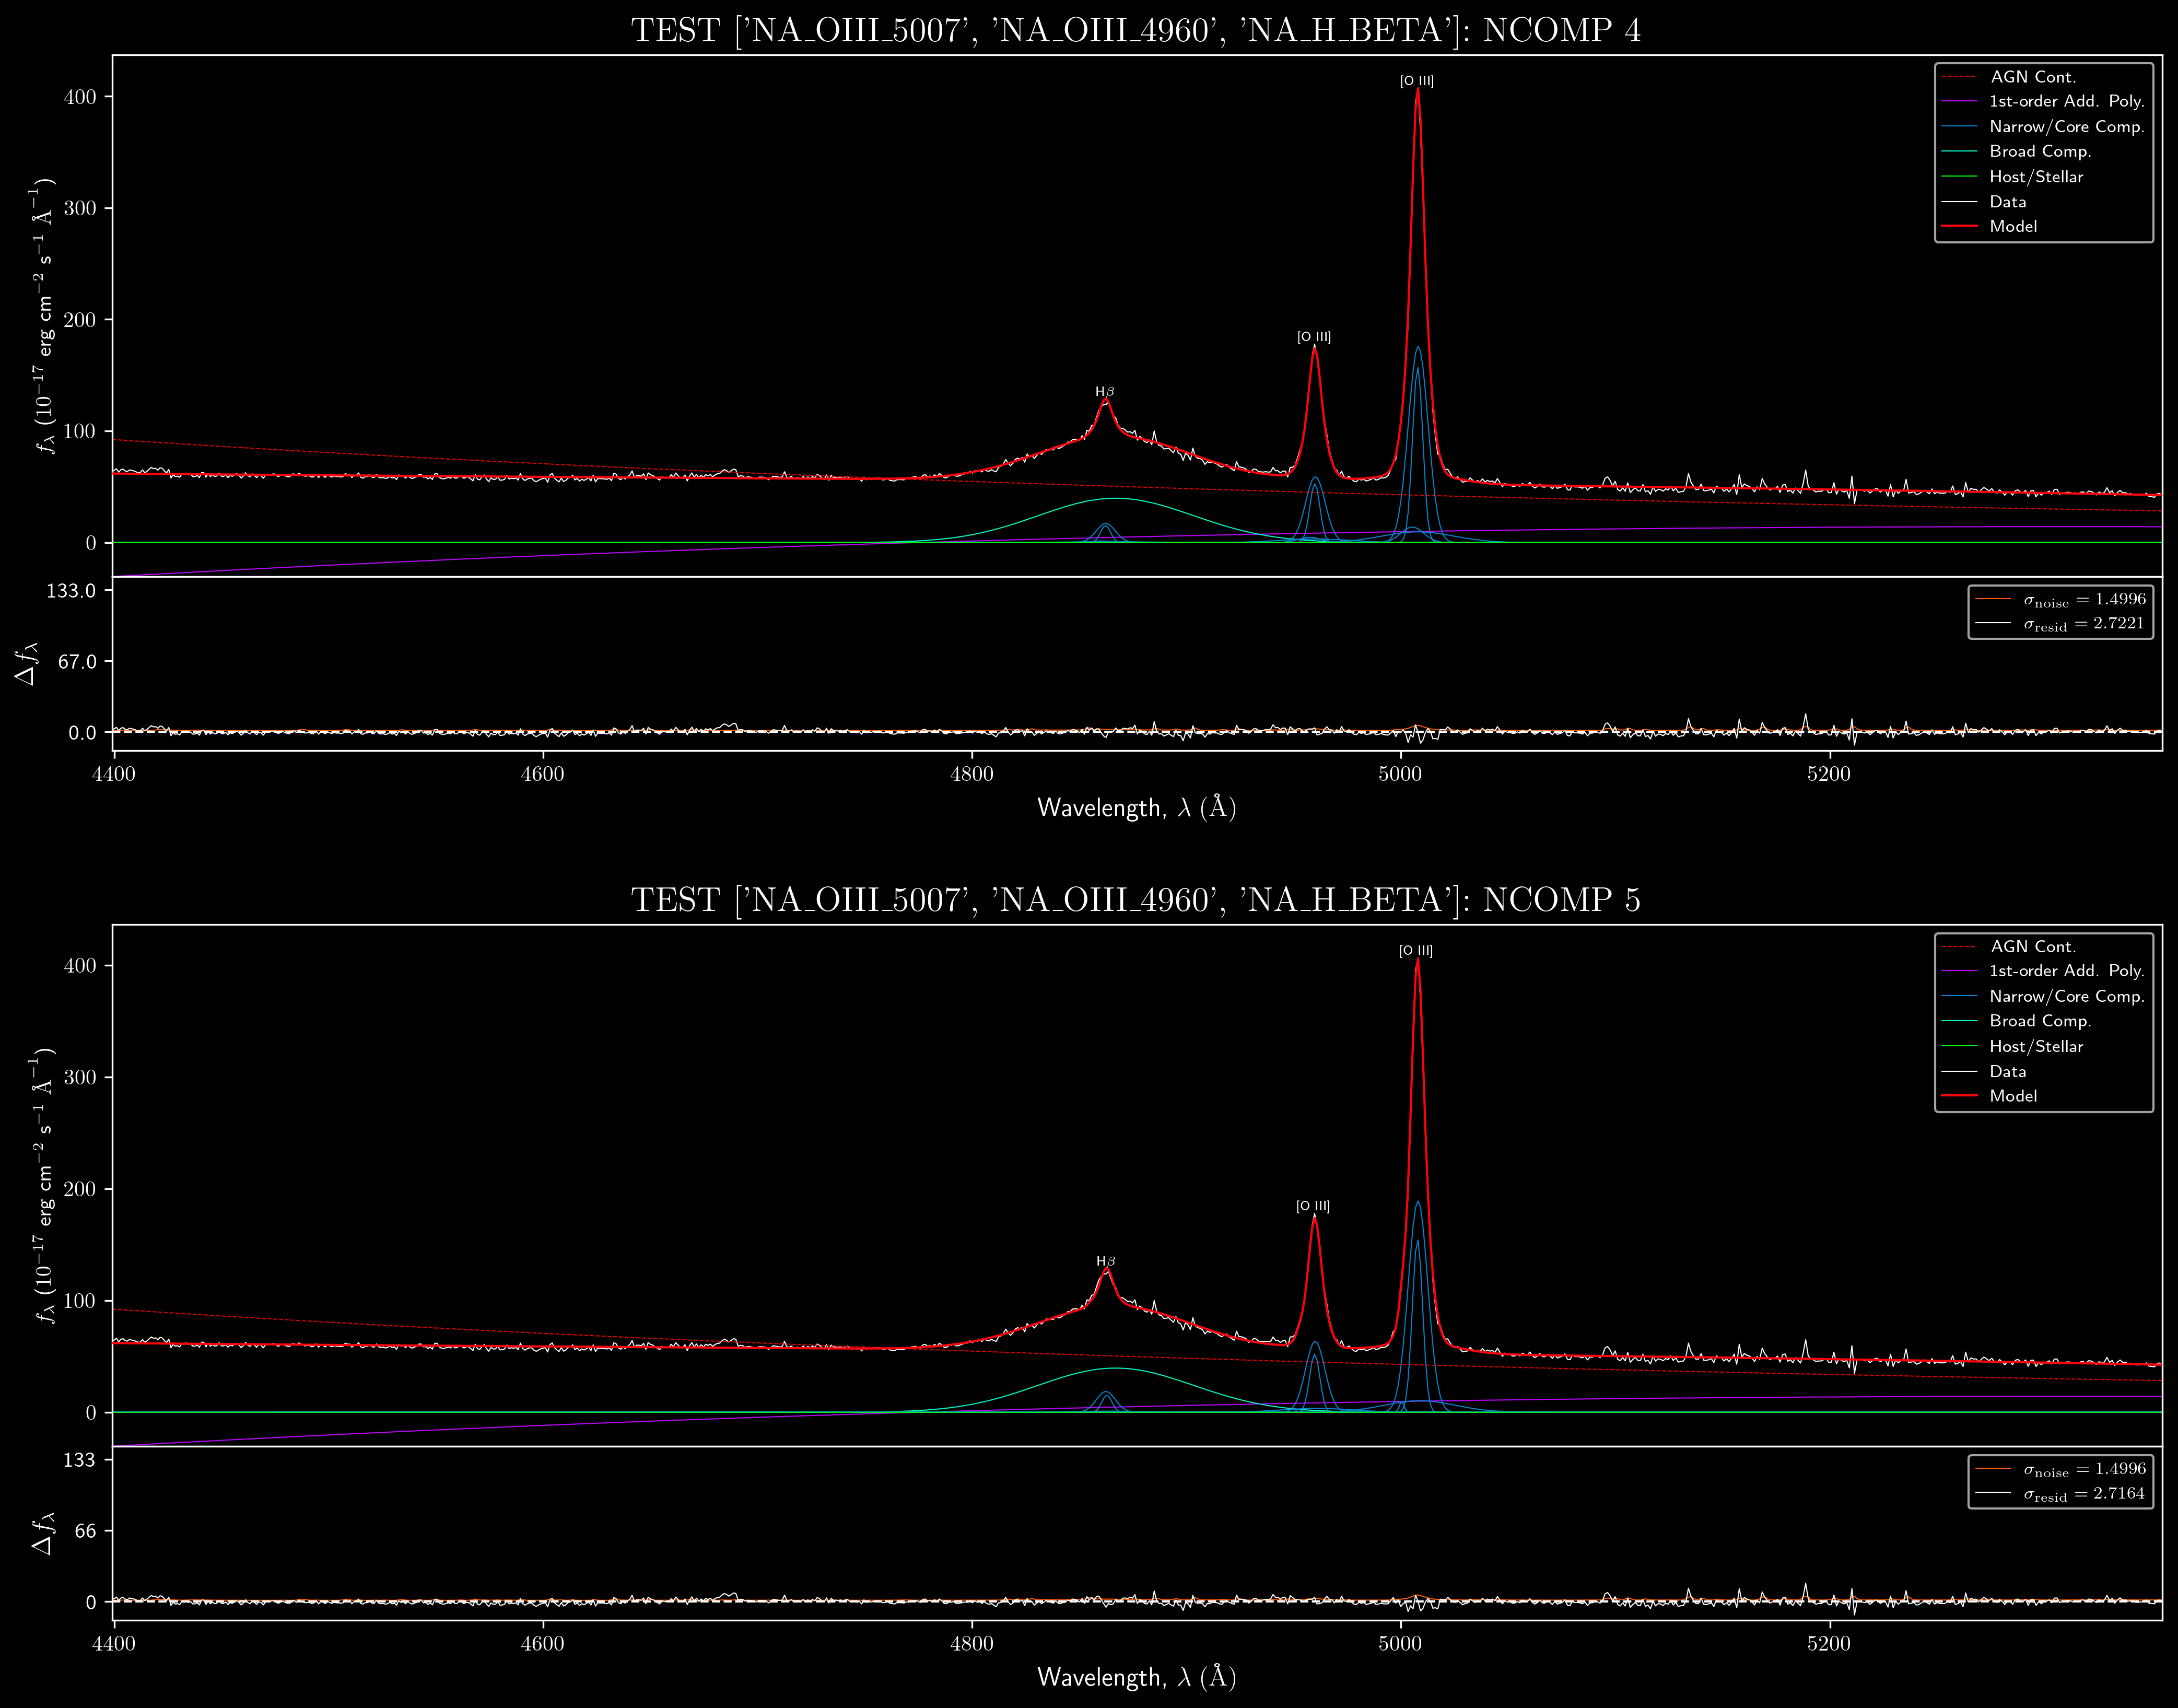 TEST ['NA_OIII_5007', 'NA_OIII_4960', 'NA_H_BETA']: NCOMP 4
[O III]
[O III]
Hβ
AGN Cont.
1st-order Add. Poly.
Narrow/Core Comp.
Broad Comp.
Host/Stellar
Data
Model
400
300
200
100
0
f_λ (10^−17 erg cm^−2 s^−1 Å^−1)
σ_noise = 1.4996
σ_resid = 2.7221
133.0
67.0
0.0
Δf_λ
4400 4600 4800 5000 5200
Wavelength, λ (Å)
TEST ['NA_OIII_5007', 'NA_OIII_4960', 'NA_H_BETA']: NCOMP 5
[O III]
[O III]
Hβ
AGN Cont.
1st-order Add. Poly.
Narrow/Core Comp.
Broad Comp.
Host/Stellar
Data
Model
400
300
200
100
0
f_λ (10^−17 erg cm^−2 s^−1 Å^−1)
σ_noise = 1.4996
σ_resid = 2.7164
133
66
0
Δf_λ
4400 4600 4800 5000 5200
Wavelength, λ (Å)